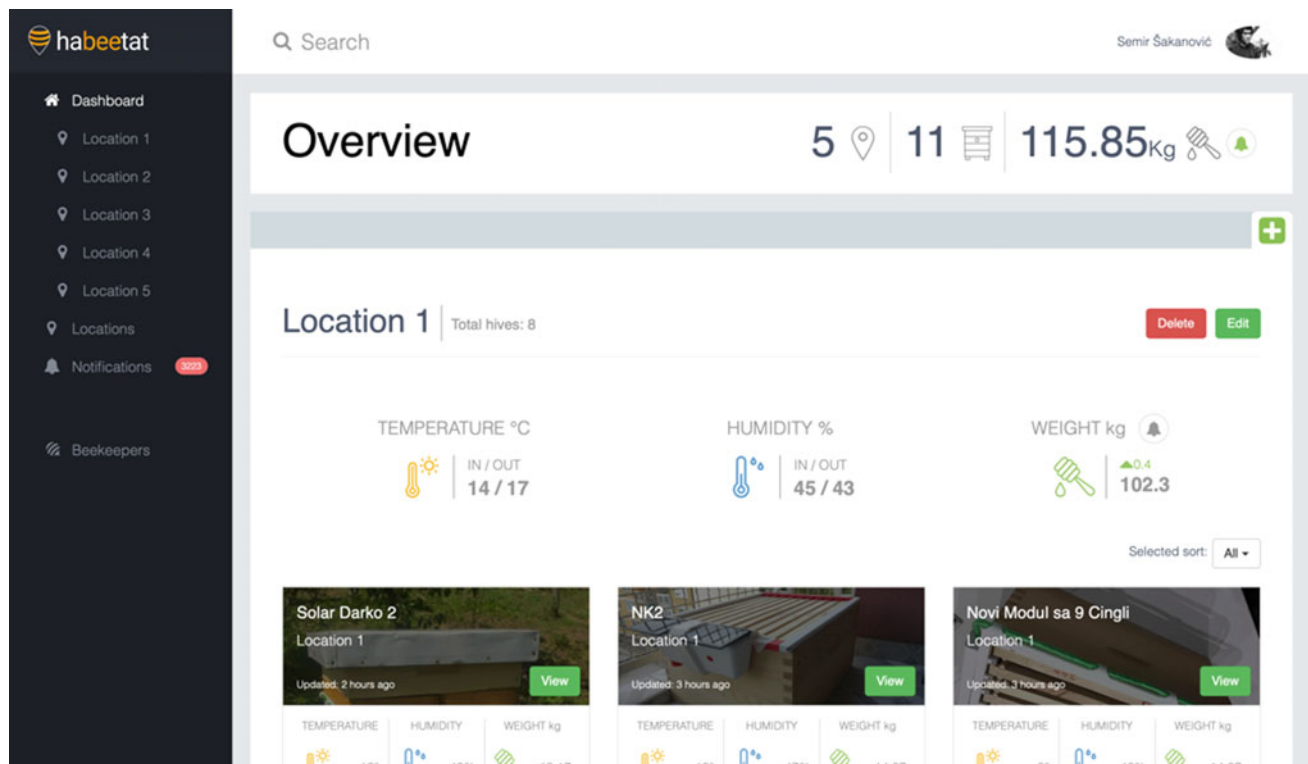 habeetat
Search
Semir Šakanović
Dashboard
Location 1
Location 2
Location 3
Location 4
Location 5
Locations
Notifications 3223
Beekeepers
Overview
5 11 115.85Kg
Location 1 Total hives: 8
Delete Edit
TEMPERATURE °C
IN / OUT
14 / 17
HUMIDITY %
IN / OUT
45 / 43
WEIGHT kg
0.4
102.3
Selected sort: All
Solar Darko 2
Location 1
Updated: 2 hours ago View
TEMPERATURE HUMIDITY WEIGHT kg
NK2
Location 1
Updated: 3 hours ago View
TEMPERATURE HUMIDITY WEIGHT kg
Novi Modul sa 9 Cingli
Location 1
Updated: 3 hours ago View
TEMPERATURE HUMIDITY WEIGHT kg